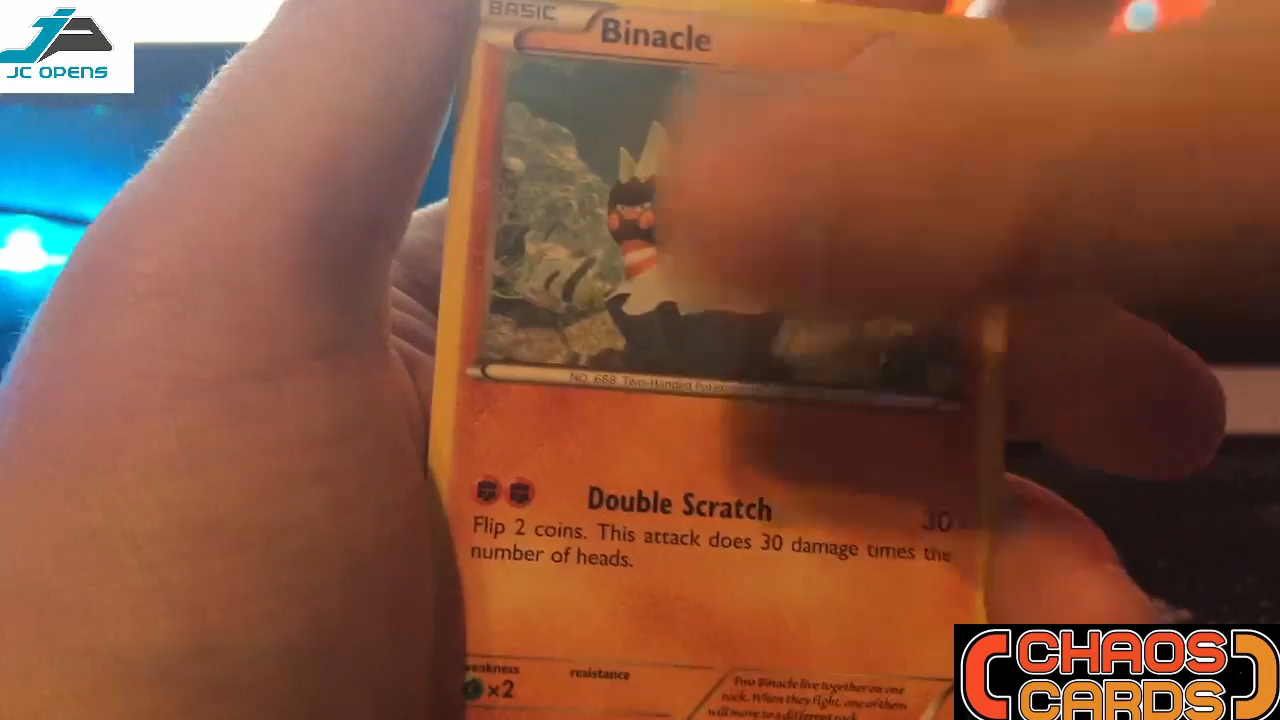 JC OPENS
BASIC
Binacle
NO. 688 Two-Handed
Double Scratch
30
Flip 2 coins. This attack does 30 damage times the
number of heads.
weakness
resistance
×2
Two Binacle live together on one
rock. When they fight, one of them
will move to a different rock.
CHAOS
CARDS